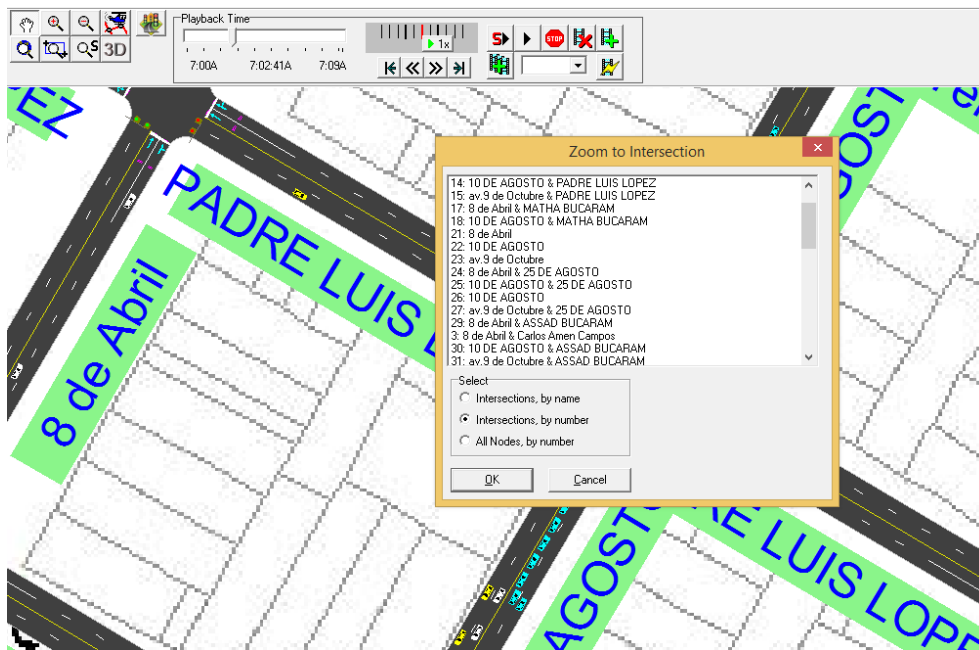 Playback Time
S
3D
7:00A 7:02:41A 7:09A
1x
STOP
S
PEZ
PADRE LUIS L
8 de Abril
GOST
Zoom to Intersection
14: 10 DE AGOSTO & PADRE LUIS LOPEZ
15: av.9 de Octubre & PADRE LUIS LOPEZ
17: 8 de Abril & MATHA BUCARAM
18: 10 DE AGOSTO & MATHA BUCARAM
21: 8 de Abril
22: 10 DE AGOSTO
23: av.9 de Octubre
24: 8 de Abril & 25 DE AGOSTO
25: 10 DE AGOSTO & 25 DE AGOSTO
26: 10 DE AGOSTO
27: av.9 de Octubre & 25 DE AGOSTO
29: 8 de Abril & ASSAD BUCARAM
3: 8 de Abril & Carlos Amen Campos
30: 10 DE AGOSTO & ASSAD BUCARAM
31: av.9 de Octubre & ASSAD BUCARAM
Select
Intersections, by name
Intersections, by number
All Nodes, by number
OK Cancel
AGOSTO
RE LUIS LOPE